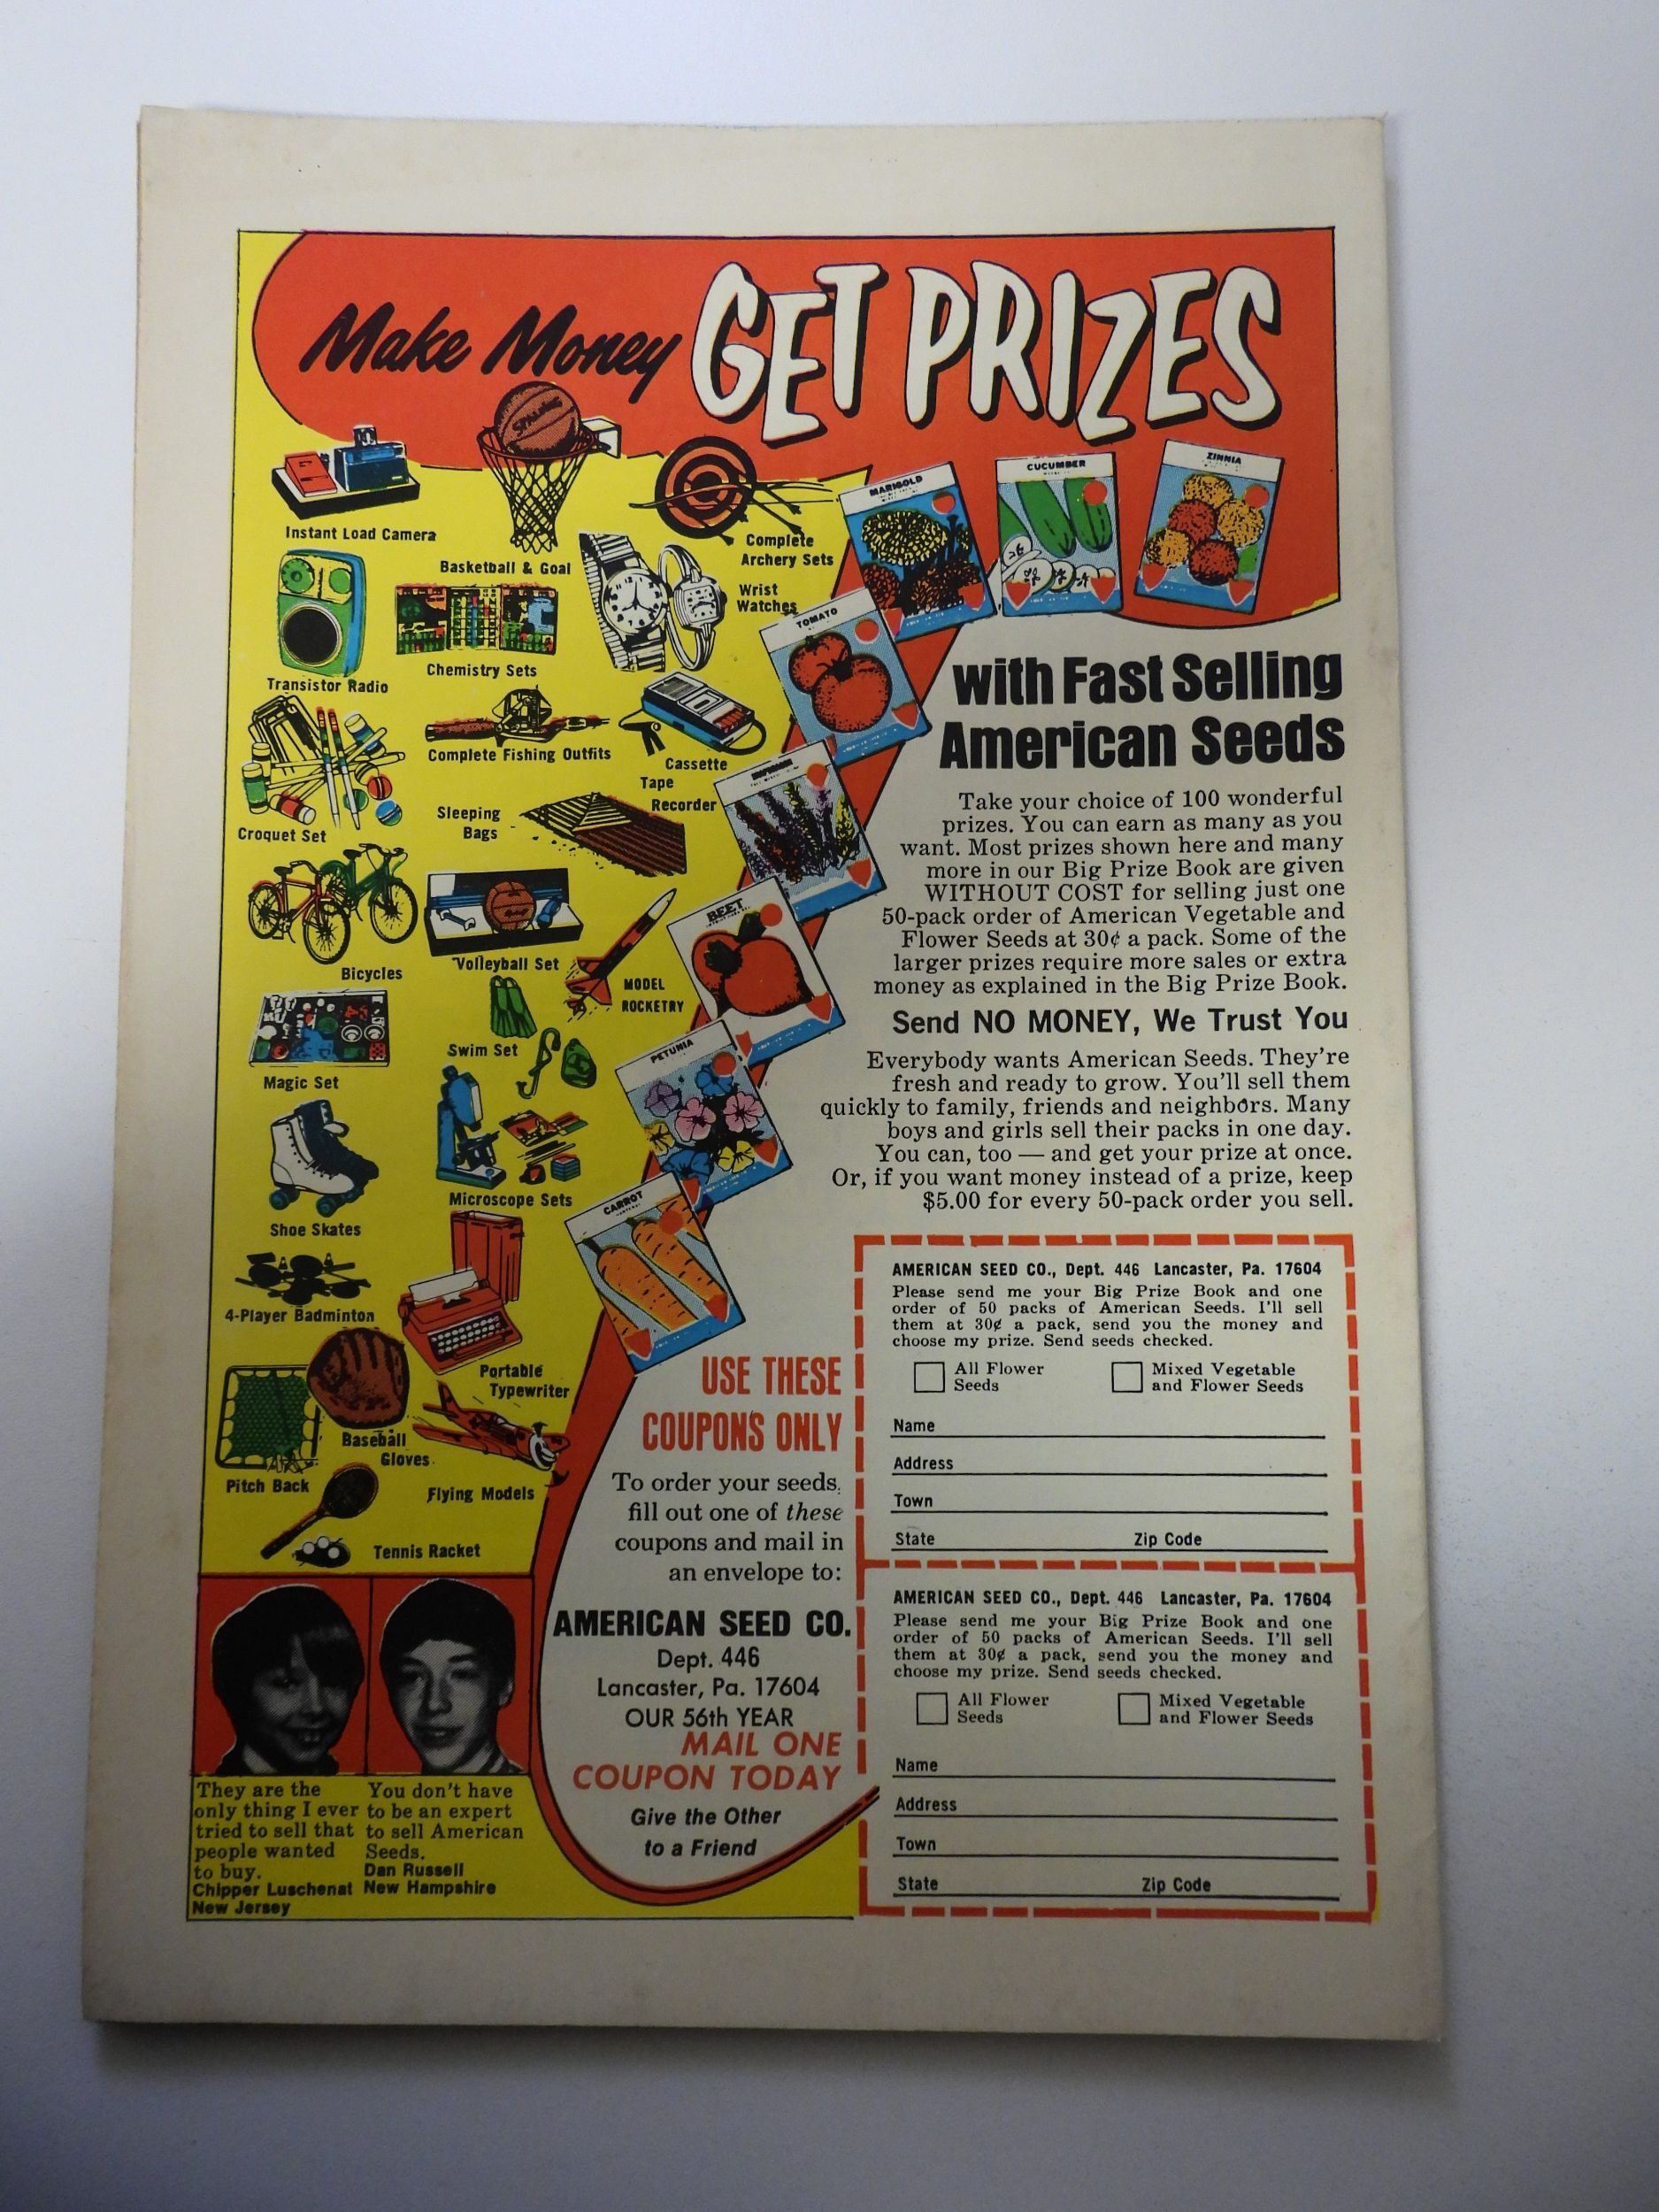 Make Money GET PRIZES
SPALDING
Instant Load Camera
Basketball & Goal
Complete
Archery Sets
Wrist
Watches
Transistor Radio
Chemistry Sets
Complete Fishing Outfits
Cassette
Tape
Recorder
Croquet Set
Sleeping
Bags
Bicycles
Volleyball Set
MODEL
ROCKETRY
Magic Set
Swim Set
Shoe Skates
Microscope Sets
4-Player Badminton
Portable
Typewriter
Baseball
Gloves
Pitch Back
Flying Models
Tennis Racket
MARIGOLD
CUCUMBER
ZINNIA
TOMATO
BEET
PETUNIA
CARROT
with Fast Selling
American Seeds
Take your choice of 100 wonderful
prizes. You can earn as many as you
want. Most prizes shown here and many
more in our Big Prize Book are given
WITHOUT COST for selling just one
50-pack order of American Vegetable and
Flower Seeds at 30¢ a pack. Some of the
larger prizes require more sales or extra
money as explained in the Big Prize Book.
Send NO MONEY, We Trust You
Everybody wants American Seeds. They're
fresh and ready to grow. You'll sell them
quickly to family, friends and neighbors. Many
boys and girls sell their packs in one day.
You can, too — and get your prize at once.
Or, if you want money instead of a prize, keep
$5.00 for every 50-pack order you sell.
USE THESE
COUPONS ONLY
To order your seeds,
fill out one of these
coupons and mail in
an envelope to:
AMERICAN SEED CO.
Dept. 446
Lancaster, Pa. 17604
OUR 56th YEAR
MAIL ONE
COUPON TODAY
Give the Other
to a Friend
AMERICAN SEED CO., Dept. 446 Lancaster, Pa. 17604
Please send me your Big Prize Book and one
order of 50 packs of American Seeds. I'll sell
them at 30¢ a pack, send you the money and
choose my prize. Send seeds checked.
All Flower
Seeds
Mixed Vegetable
and Flower Seeds
Name
Address
Town
State Zip Code
AMERICAN SEED CO., Dept. 446 Lancaster, Pa. 17604
Please send me your Big Prize Book and one
order of 50 packs of American Seeds. I'll sell
them at 30¢ a pack, send you the money and
choose my prize. Send seeds checked.
All Flower
Seeds
Mixed Vegetable
and Flower Seeds
Name
Address
Town
State Zip Code
They are the
only thing I ever
tried to sell that
people wanted
to buy.
Chipper Luschenat
New Jersey
You don't have
to be an expert
to sell American
Seeds.
Dan Russell
New Hampshire